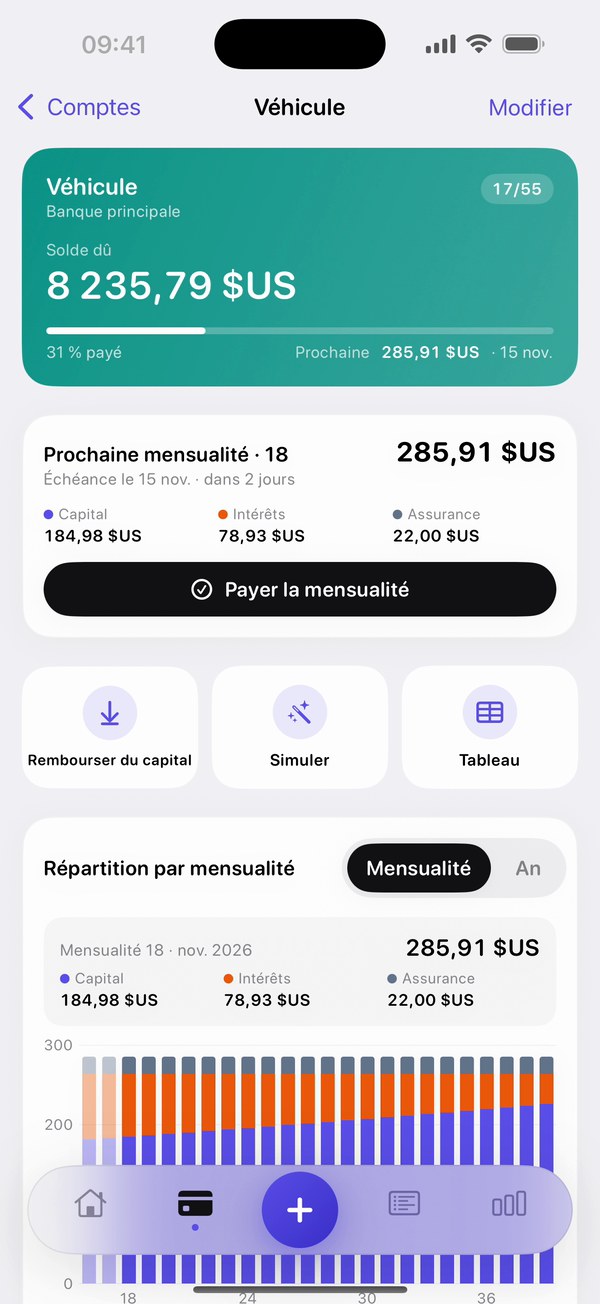 09:41
Comptes
Véhicule
Modifier
Véhicule
17/55
Banque principale
Solde dû
8 235,79 $US
31 % payé
Prochaine 285,91 $US · 15 nov.
Prochaine mensualité · 18
285,91 $US
Échéance le 15 nov. · dans 2 jours
Capital
Intérêts
Assurance
184,98 $US
78,93 $US
22,00 $US
Payer la mensualité
Rembourser du capital
Simuler
Tableau
Répartition par mensualité
Mensualité
An
Mensualité 18 · nov. 2026
285,91 $US
Capital
Intérêts
Assurance
184,98 $US
78,93 $US
22,00 $US
300
200
0
18
24
30
36